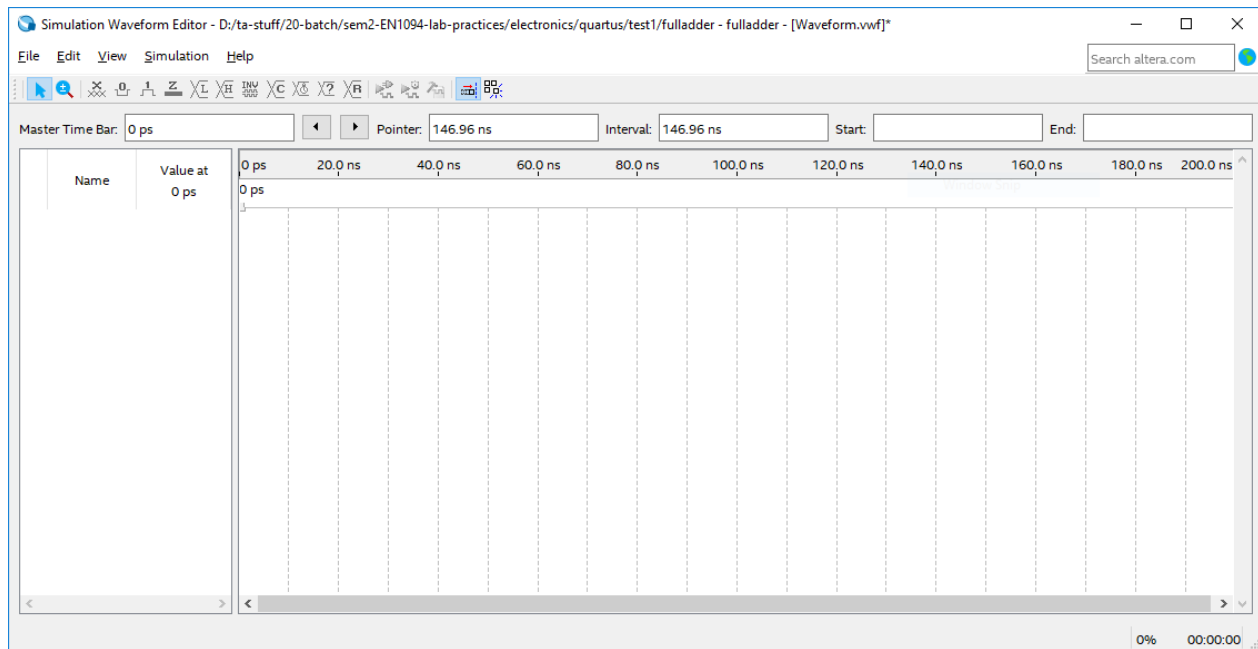 Simulation Waveform Editor - D:/ta-stuff/20-batch/sem2-EN1094-lab-practices/electronics/quartus/test1/fulladder - fulladder - [Waveform.vwf]*
File Edit View Simulation Help
Search altera.com
Master Time Bar: 0 ps Pointer: 146.96 ns Interval: 146.96 ns Start: End:
Name
Value at
0 ps
0 ps 20.0 ns 40.0 ns 60.0 ns 80.0 ns 100.0 ns 120.0 ns 140.0 ns 160.0 ns 180.0 ns 200.0 ns
Window Snip
0 ps
0% 00:00:00